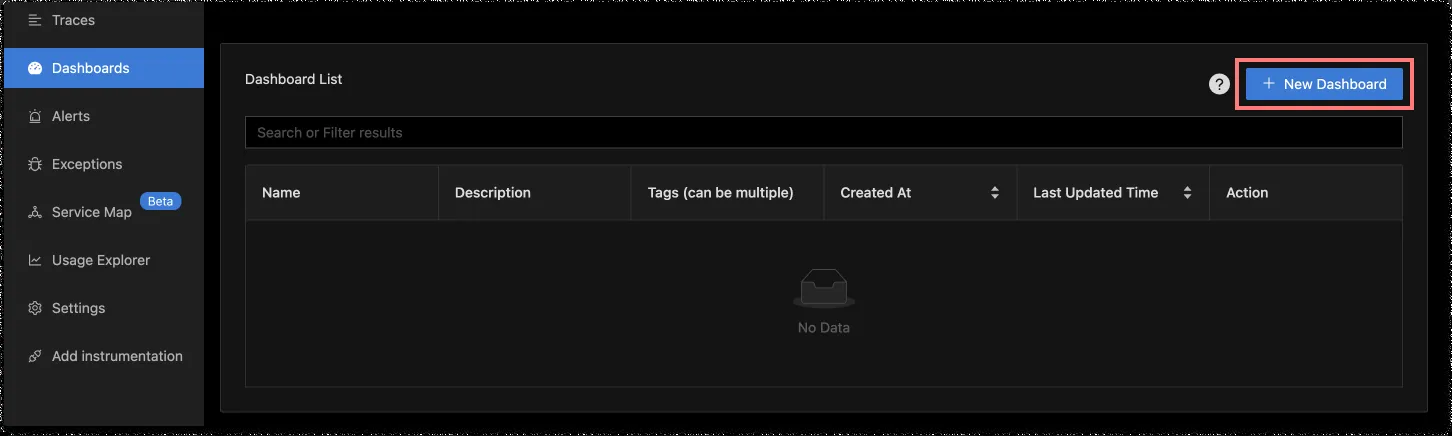 Traces
Dashboards
Alerts
Exceptions
Service Map Beta
Usage Explorer
Settings
Add instrumentation
Dashboard List
? + New Dashboard
Search or Filter results
Name Description Tags (can be multiple) Created At Last Updated Time Action
No Data